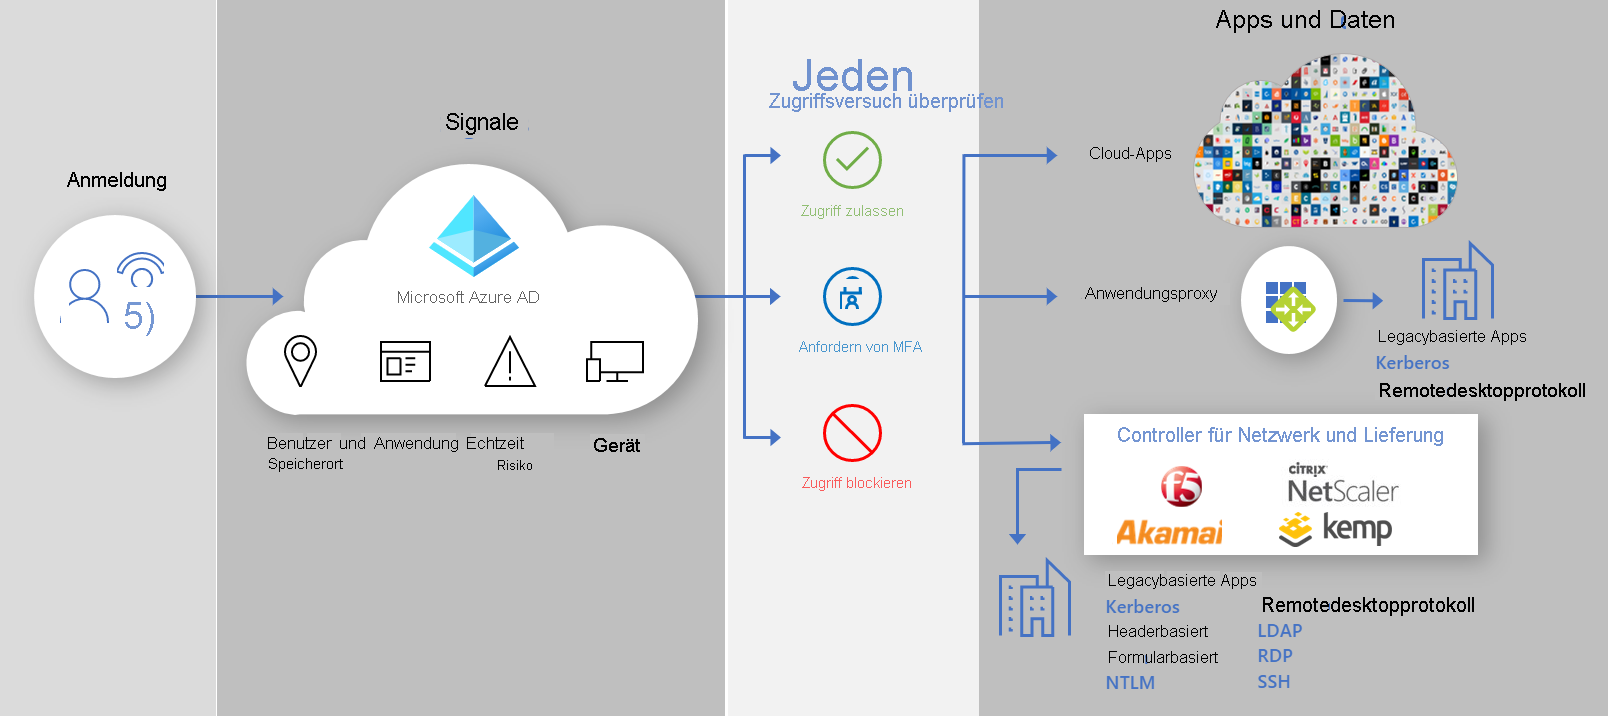 Anmeldung
5)
Signale
Microsoft Azure AD
Benutzer und Anwendung Echtzeit
Speicherort
Risiko
Gerät
Jeden
Zugriffsversuch überprüfen
Zugriff zulassen
Anfordern von MFA
Zugriff blockieren
Apps und Daten
Cloud-Apps
Anwendungsproxy
Legacybasierte Apps
Kerberos
Remotedesktopprotokoll
Controller für Netzwerk und Lieferung
f5
CİTRIX
NetScaler
Akamai
kemp
Legacybasierte Apps
Kerberos
Remotedesktopprotokoll
Headerbasiert
LDAP
Formularbasiert
RDP
NTLM
SSH